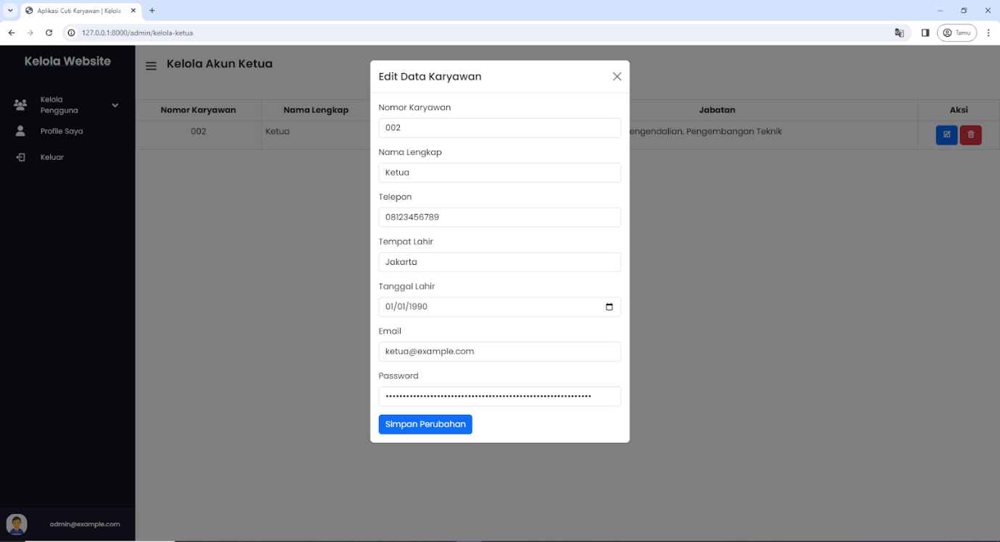 Aplikasi Cuti Karyawan | Kelola
127.0.0.1:8000/admin/kelola-ketua
Tamu
Kelola Website
Kelola Pengguna
Profile Saya
Keluar
admin@example.com
Kelola Akun Ketua
Nomor Karyawan Nama Lengkap Jabatan Aksi
002 Ketua engendalian, Pengembangan Teknik
Edit Data Karyawan
Nomor Karyawan
002
Nama Lengkap
Ketua
Telepon
08123456789
Tempat Lahir
Jakarta
Tanggal Lahir
01/01/1990
Email
ketua@example.com
Password
Simpan Perubahan